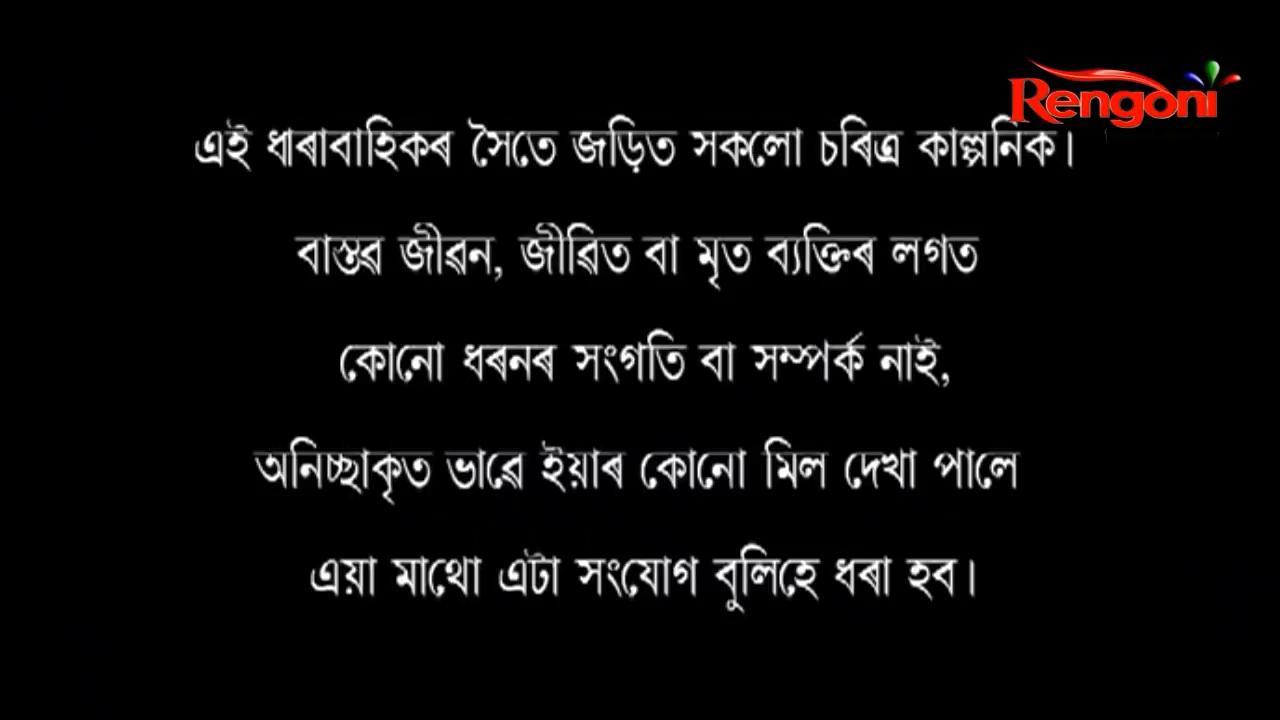 Rengoni
এই ধাৰাবাহিকৰ সৈতে জড়িত সকলো চৰিত্ৰ কাল্পনিক।
বাস্তৱ জীৱন, জীৱিত বা মৃত ব্যক্তিৰ লগত
কোনো ধৰনৰ সংগতি বা সম্পৰ্ক নাই,
অনিচ্ছাকৃত ভাৱে ইয়াৰ কোনো মিল দেখা পালে
এয়া মাথো এটা সংযোগ বুলিহে ধৰা হব।